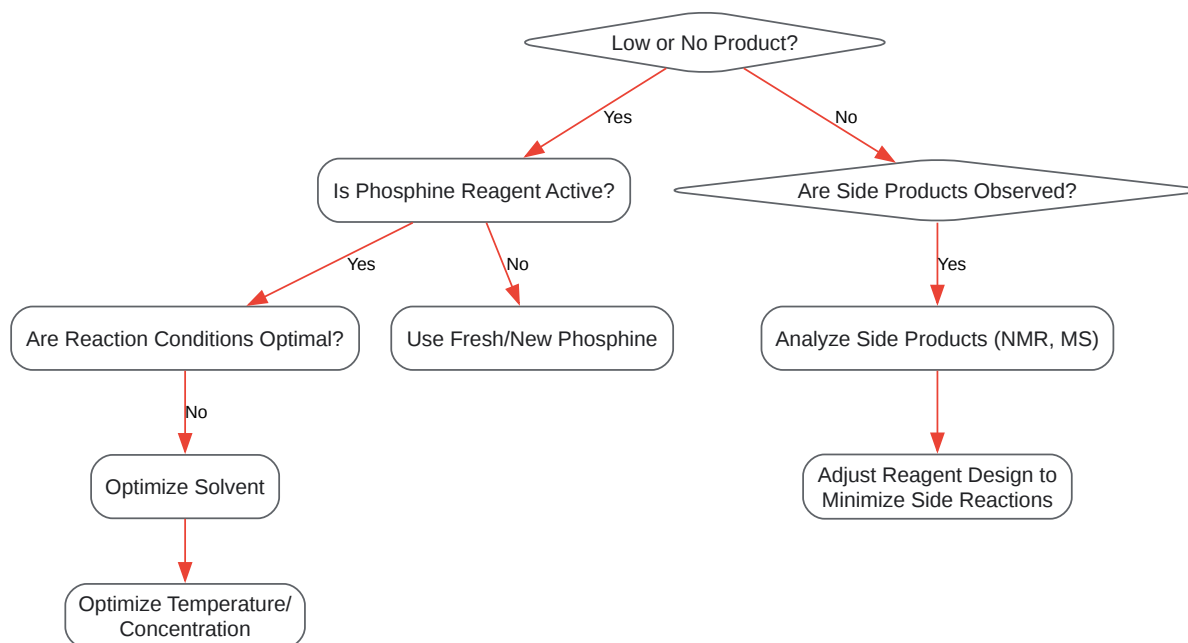 Low or No Product?
Yes
No
Is Phosphine Reagent Active?
Are Side Products Observed?
Yes
No
Yes
Are Reaction Conditions Optimal?
Use Fresh/New Phosphine
Analyze Side Products (NMR, MS)
No
Optimize Solvent
Adjust Reagent Design to
Minimize Side Reactions
Optimize Temperature/
Concentration